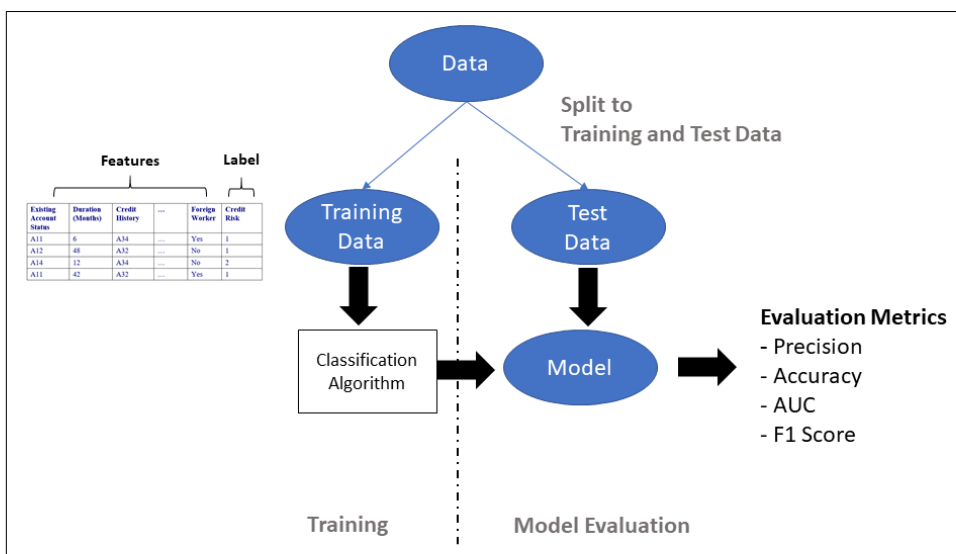 Data
Split to
Training and Test Data
Features
Label
Existing Account Status Duration (Months) Credit History .... Foreign Worker Credit Risk
A11 6 A34 .... Yes 1
A12 48 A32 .... No 1
A14 12 A34 .... No 2
A11 42 A32 .... Yes 1
Training
Data
Test
Data
Classification
Algorithm
Model
Evaluation Metrics
- Precision
- Accuracy
- AUC
- F1 Score
Training
Model Evaluation